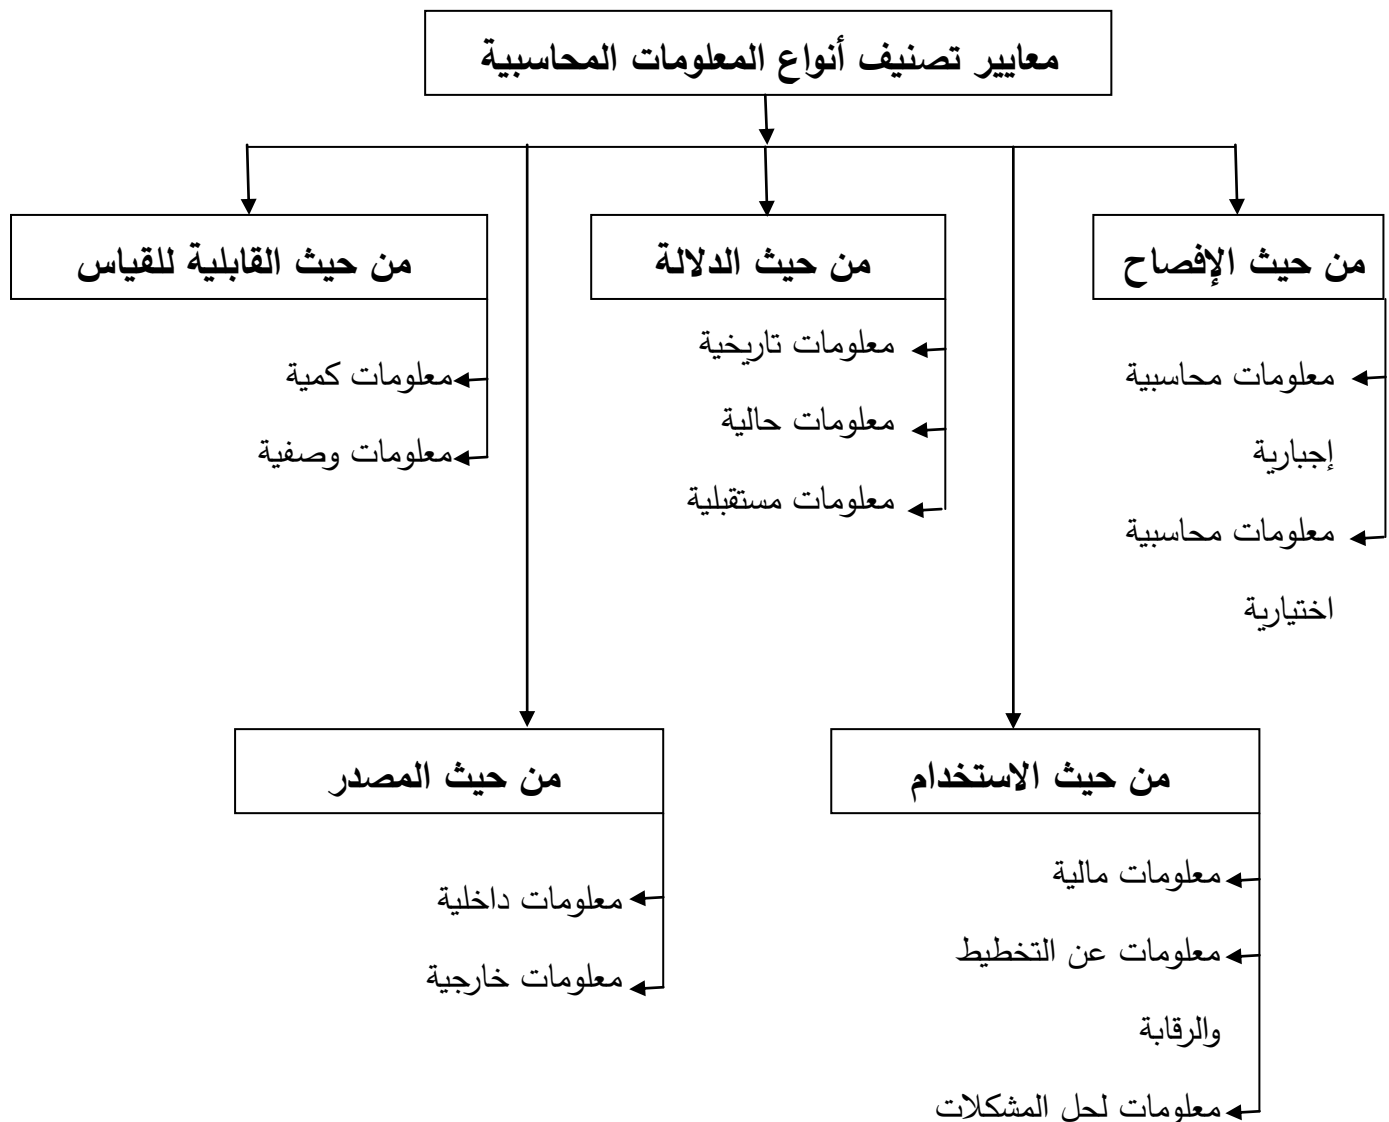 معايير تصنيف أنواع المعلومات المحاسبية
من حيث الإفصاح
معلومات محاسبية
إجبارية
معلومات محاسبية
اختيارية
من حيث الدلالة
معلومات تاريخية
معلومات حالية
معلومات مستقبلية
من حيث القابلية للقياس
معلومات كمية
معلومات وصفية
من حيث الاستخدام
معلومات مالية
معلومات عن التخطيط
والرقابة
معلومات لحل المشكلات
من حيث المصدر
معلومات داخلية
معلومات خارجية